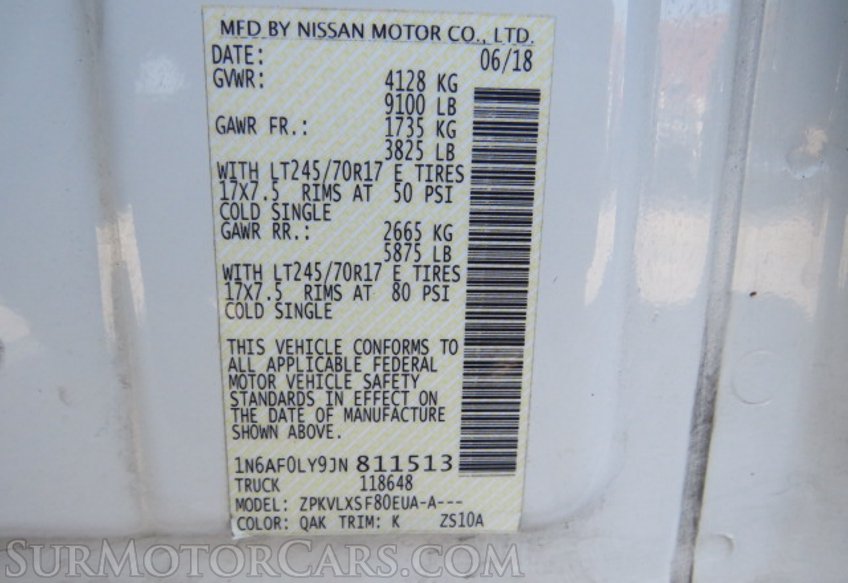 MFD BY NISSAN MOTOR CO., LTD.
DATE: 06/18
GVWR: 4128 KG
9100 LB
GAWR FR.: 1735 KG
3825 LB
WITH LT245/70R17 E TIRES
17X7.5 RIMS AT 50 PSI
COLD SINGLE
GAWR RR.: 2665 KG
5875 LB
WITH LT245/70R17 E TIRES
17X7.5 RIMS AT 80 PSI
COLD SINGLE
THIS VEHICLE CONFORMS TO
ALL APPLICABLE FEDERAL
MOTOR VEHICLE SAFETY
STANDARDS IN EFFECT ON
THE DATE OF MANUFACTURE
SHOWN ABOVE.
1N6AF0LY9JN 811513
TRUCK 118648
MODEL: ZPKVLXSF80EUA-A---
COLOR: QAK TRIM: K ZS10A
SURMOTORCARS.COM